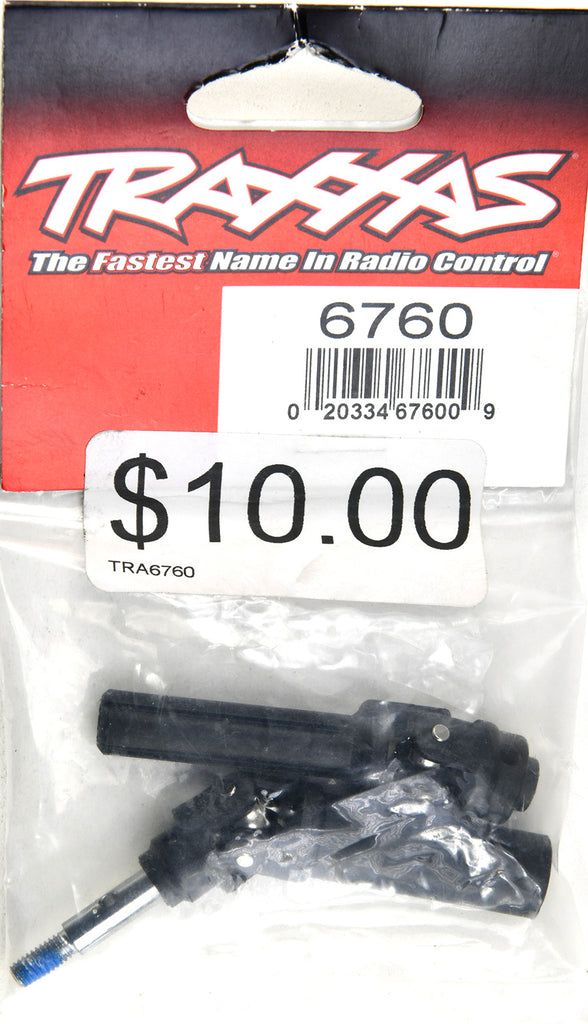 TRAXXAS
The Fastest Name In Radio Control
6760
0 20334 67600 9
$10.00
TRA6760